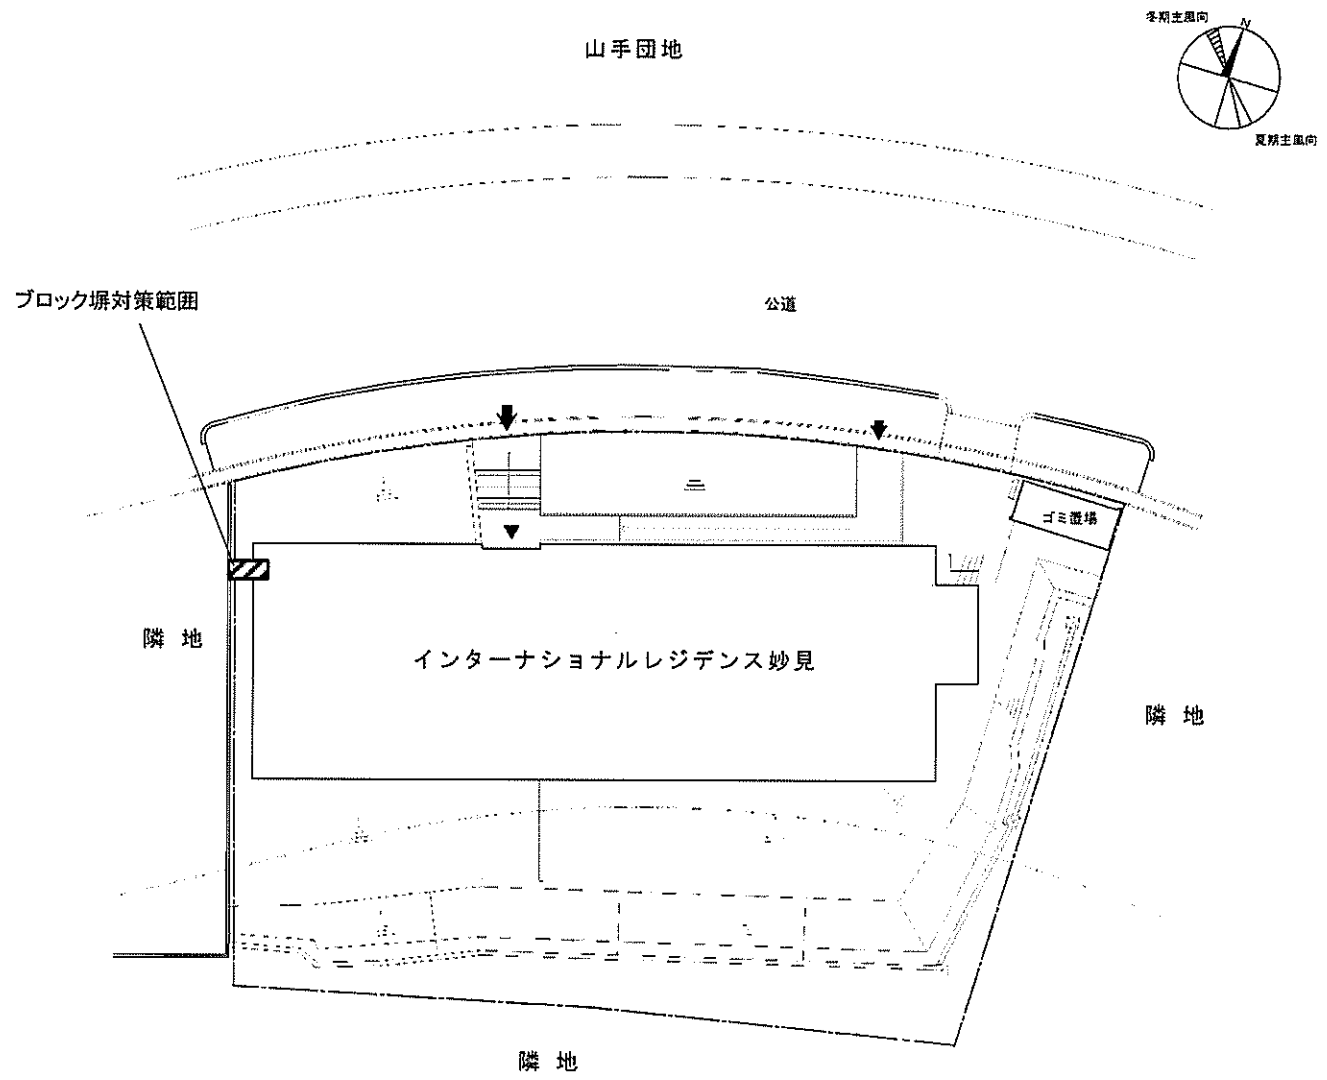 冬期主風向
N
山手団地
夏期主風向
ブロック塀対策範囲
公道
ゴミ置場
隣地
インターナショナルレジデンス妙見
隣地
隣地